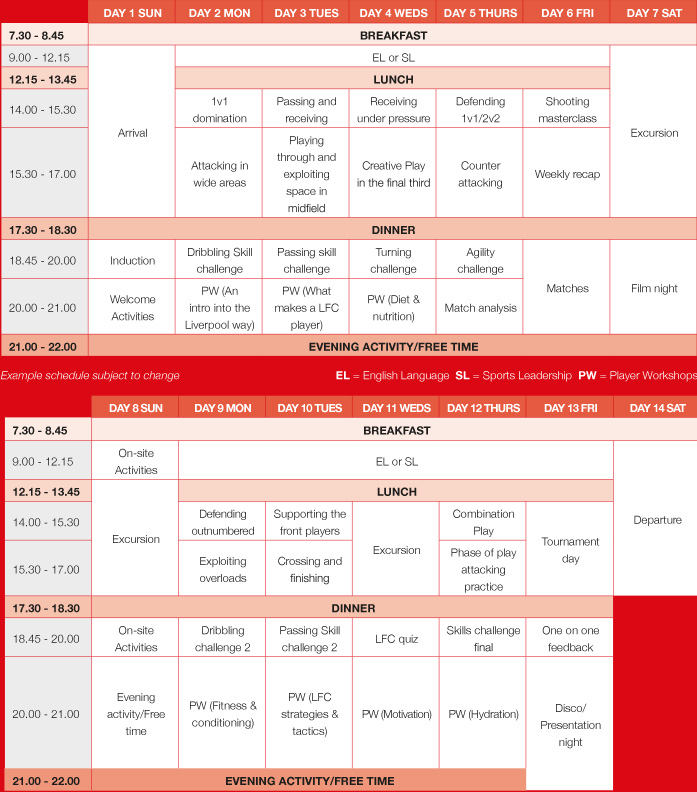 DAY 1 SUN DAY 2 MON DAY 3 TUES DAY 4 WEDS DAY 5 THURS DAY 6 FRI DAY 7 SAT
7.30 - 8.45 BREAKFAST
9.00 - 12.15 EL or SL
12.15 - 13.45 LUNCH
Arrival
Excursion
14.00 - 15.30
1v1
domination
Passing and
receiving
Receiving
under pressure
Defending
1v1/2v2
Shooting
masterclass
15.30 - 17.00
Attacking in
wide areas
Playing
through and
exploiting
space in
midfield
Creative Play
in the final third
Counter
attacking
Weekly recap
17.30 - 18.30 DINNER
18.45 - 20.00
Induction
Dribbling Skill
challenge
Passing skill
challenge
Turning
challenge
Agility
challenge
Matches
Film night
20.00 - 21.00
Welcome
Activities
PW (An
intro into the
Liverpool way)
PW (What
makes a LFC
player)
PW (Diet &
nutrition)
Match analysis
21.00 - 22.00 EVENING ACTIVITY/FREE TIME
Example schedule subject to change EL = English Language SL = Sports Leadership PW = Player Workshops
DAY 8 SUN DAY 9 MON DAY 10 TUES DAY 11 WEDS DAY 12 THURS DAY 13 FRI DAY 14 SAT
7.30 - 8.45 BREAKFAST
9.00 - 12.15
On-site
Activities
EL or SL
12.15 - 13.45 LUNCH
Excursion
Departure
14.00 - 15.30
Defending
outnumbered
Supporting the
front players
Excursion
Combination
Play
Tournament
day
15.30 - 17.00
Exploiting
overloads
Crossing and
finishing
Phase of play
attacking
practice
17.30 - 18.30 DINNER
18.45 - 20.00
On-site
Activities
Dribbling
challenge 2
Passing Skill
challenge 2
LFC quiz
Skills challenge
final
One on one
feedback
20.00 - 21.00
Evening
activity/Free
time
PW (Fitness &
conditioning)
PW (LFC
strategies &
tactics)
PW (Motivation)
PW (Hydration)
Disco/
Presentation
night
21.00 - 22.00 EVENING ACTIVITY/FREE TIME